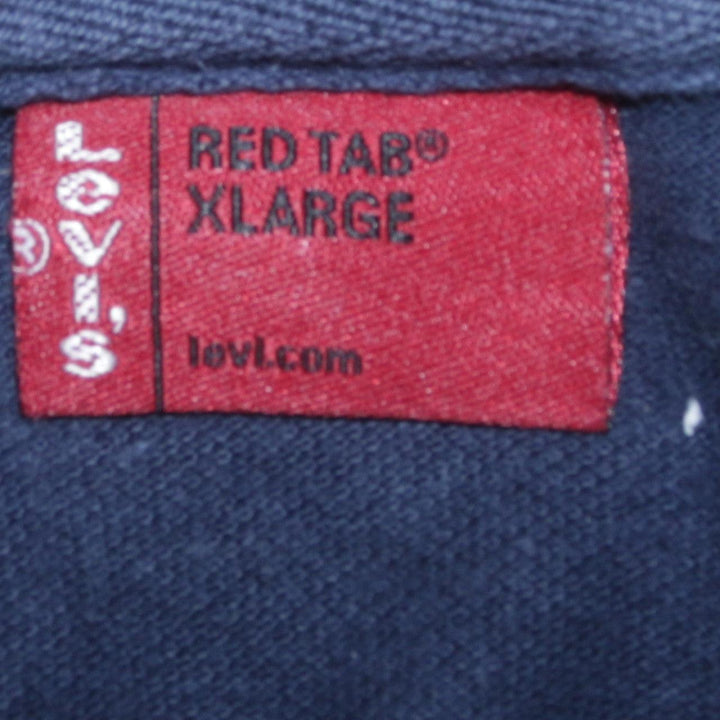 LeVI'S
®
RED TAB®
XLARGE
levi.com